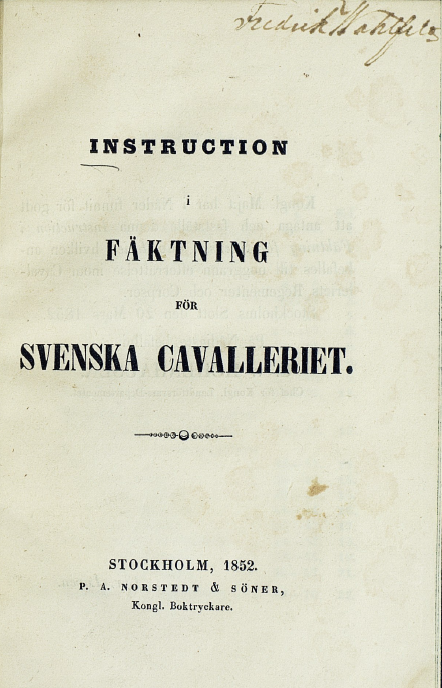 Fredrik Wahlfelt
INSTRUCTION
i
FÄKTNING
FÖR
SVENSKA CAVALLERIET.
STOCKHOLM, 1852.
P. A. NORSTEDT & SÖNER,
Kongl. Boktryckare.